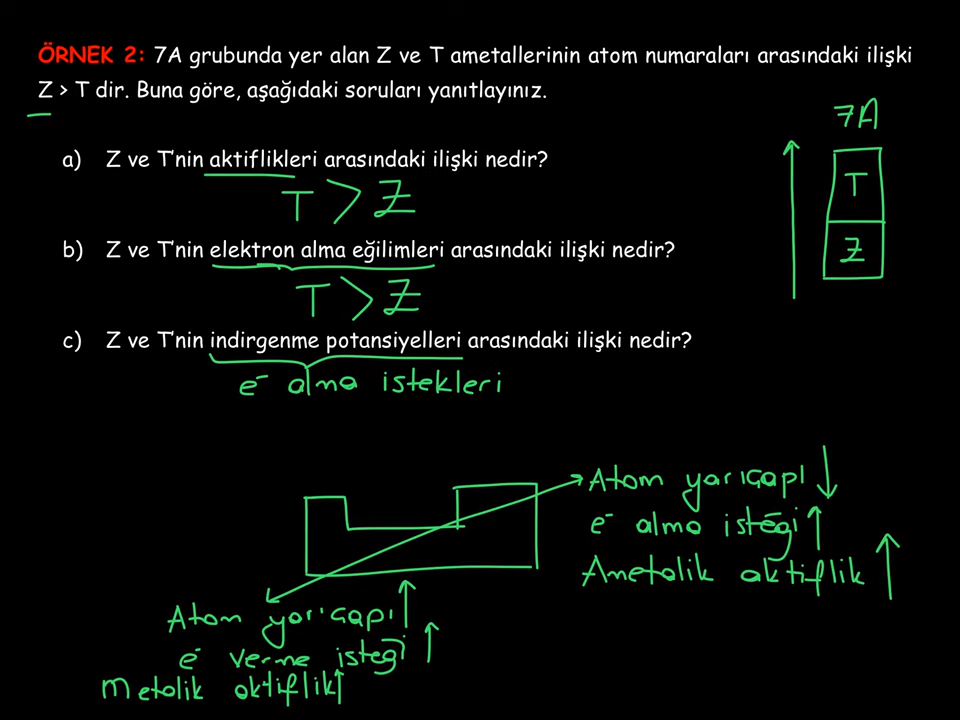 ÖRNEK 2: 7A grubunda yer alan Z ve T ametallerinin atom numaraları arasındaki ilişki
Z > T dir. Buna göre, aşağıdaki soruları yanıtlayınız.
7A
a) Z ve T'nin aktiflikleri arasındaki ilişki nedir?
T > Z
T
Z
b) Z ve T'nin elektron alma eğilimleri arasındaki ilişki nedir?
T > Z
c) Z ve T'nin indirgenme potansiyelleri arasındaki ilişki nedir?
e⁻ alma istekleri
Atom yarıçapı ↓
e⁻ alma isteği ↑
Ametalik aktiflik ↑
Atom yarıçapı ↑
e⁻ verme isteği ↑
Metalik aktiflik ↑